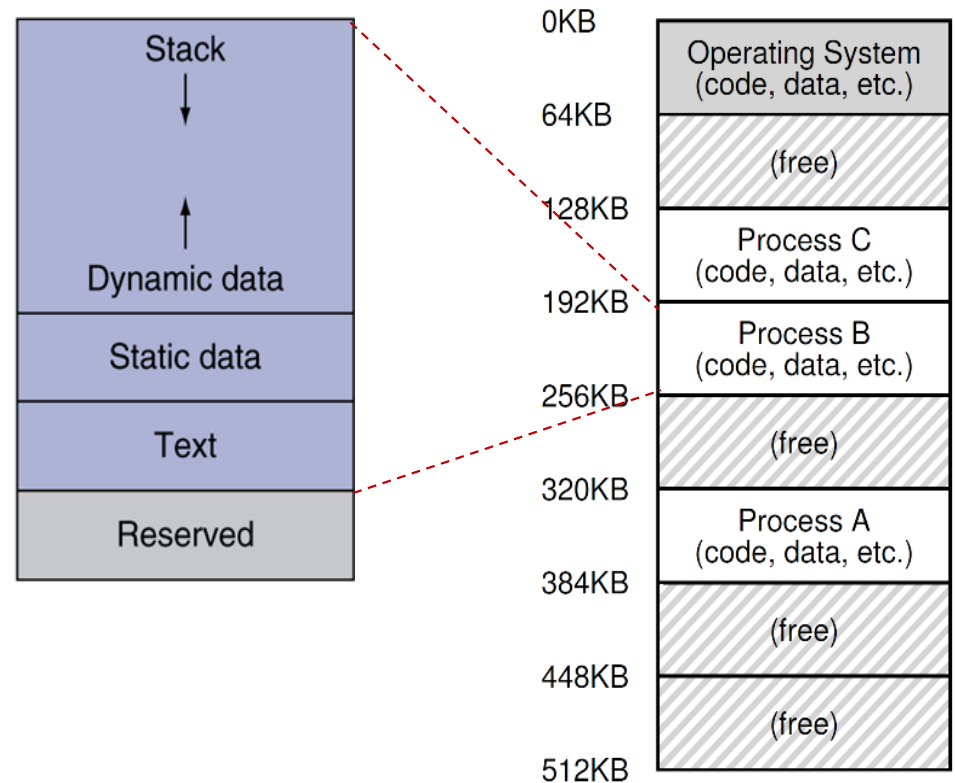 Stack
Dynamic data
Static data
Text
Reserved
0KB
Operating System
(code, data, etc.)
64KB
(free)
128KB
Process C
(code, data, etc.)
192KB
Process B
(code, data, etc.)
256KB
(free)
320KB
Process A
(code, data, etc.)
384KB
(free)
448KB
(free)
512KB